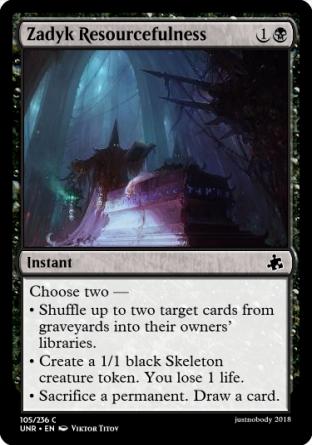 Zadyk Resourcefulness 1
Instant
Choose two —
• Shuffle up to two target cards from
graveyards into their owners'
libraries.
• Create a 1/1 black Skeleton
creature token. You lose 1 life.
• Sacrifice a permanent. Draw a card.
105/236 C
justnobody 2018
UNR • EN Viktor Titov